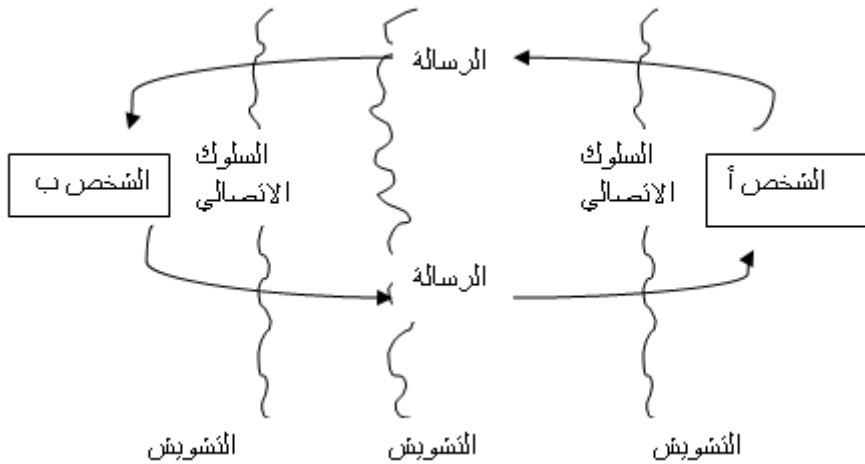 الرسالة
السلوك
الاتصالي
السلوك
الاتصالي
الشخص أ
الشخص ب
الرسالة
التشويش
التشويش
التشويش